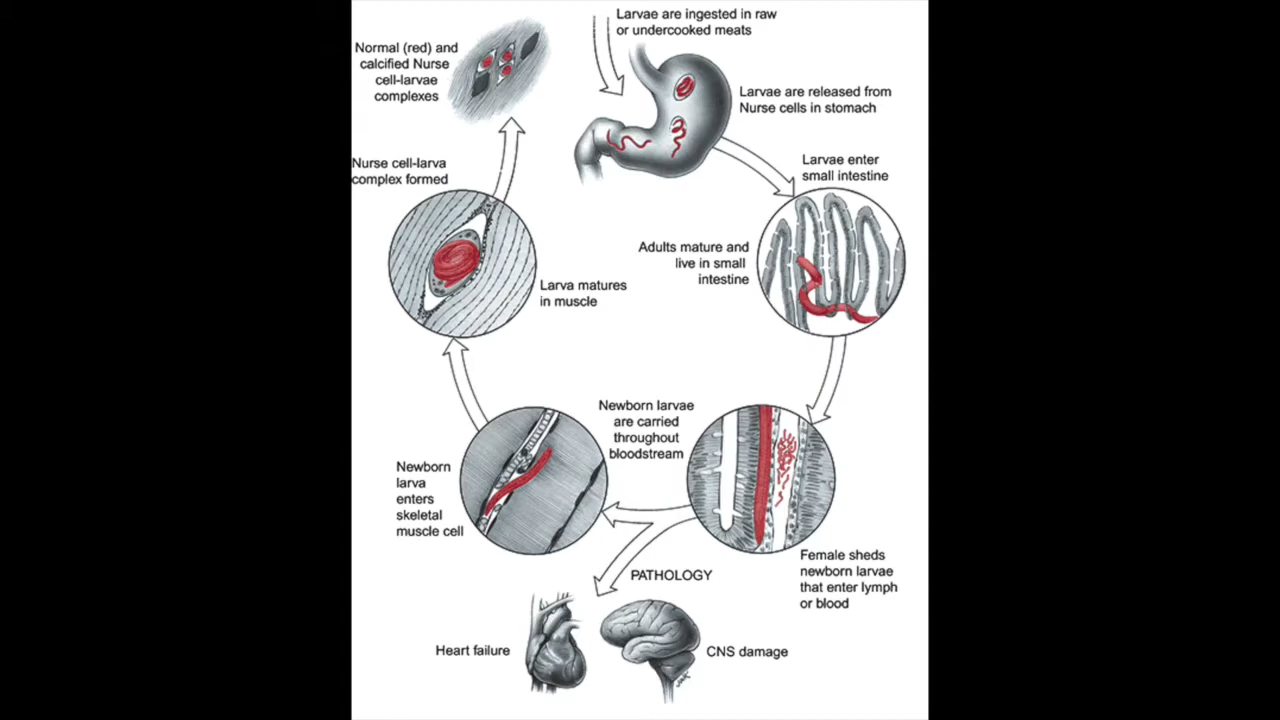 Larvae are ingested in raw
or undercooked meats
Normal (red) and
calcified Nurse
cell-larvae
complexes
Larvae are released from
Nurse cells in stomach
Larvae enter
small intestine
Nurse cell-larva
complex formed
Adults mature and
live in small
intestine
Larva matures
in muscle
Newborn larvae
are carried
throughout
bloodstream
Newborn
larva
enters
skeletal
muscle cell
Female sheds
newborn larvae
that enter lymph
or blood
PATHOLOGY
Heart failure
CNS damage